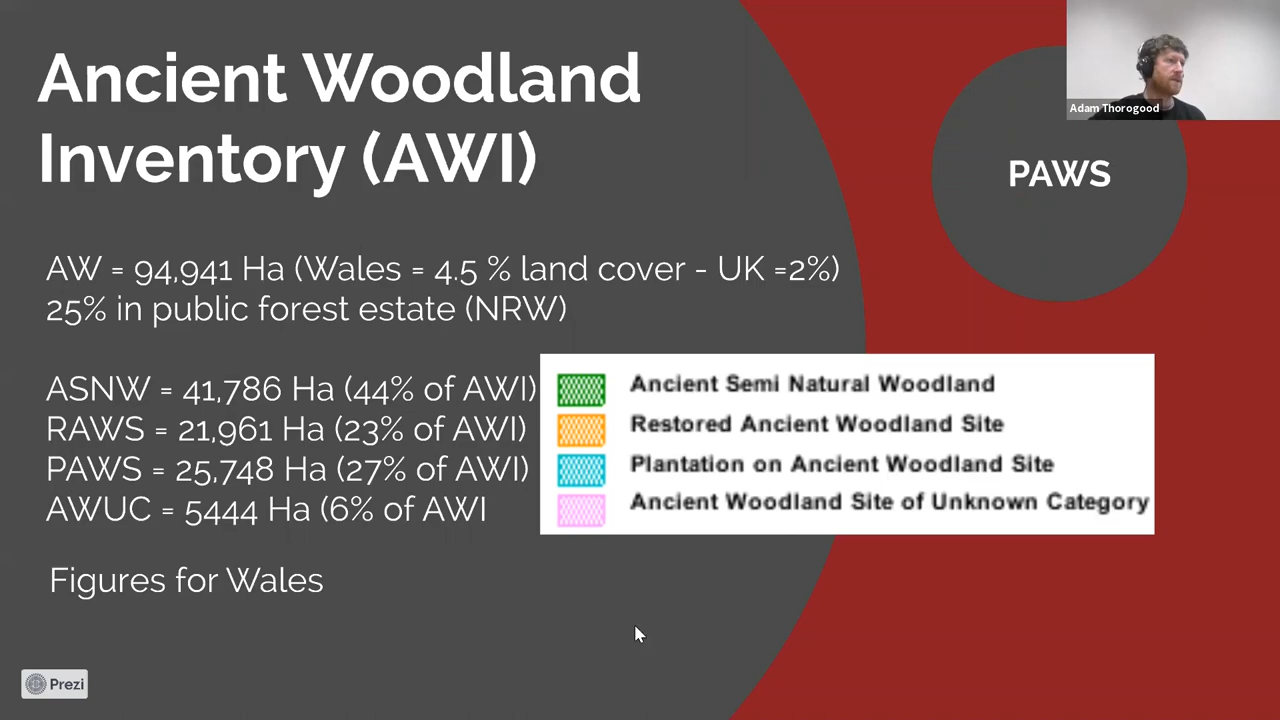 Ancient Woodland
Inventory (AWI)
AW = 94,941 Ha (Wales = 4.5 % land cover - UK =2%)
25% in public forest estate (NRW)
ASNW = 41,786 Ha (44% of AWI)
RAWS = 21,961 Ha (23% of AWI)
PAWS = 25,748 Ha (27% of AWI)
AWUC = 5444 Ha (6% of AWI
Figures for Wales
Ancient Semi Natural Woodland
Restored Ancient Woodland Site
Plantation on Ancient Woodland Site
Ancient Woodland Site of Unknown Category
PAWS
Adam Thorogood
Prezi